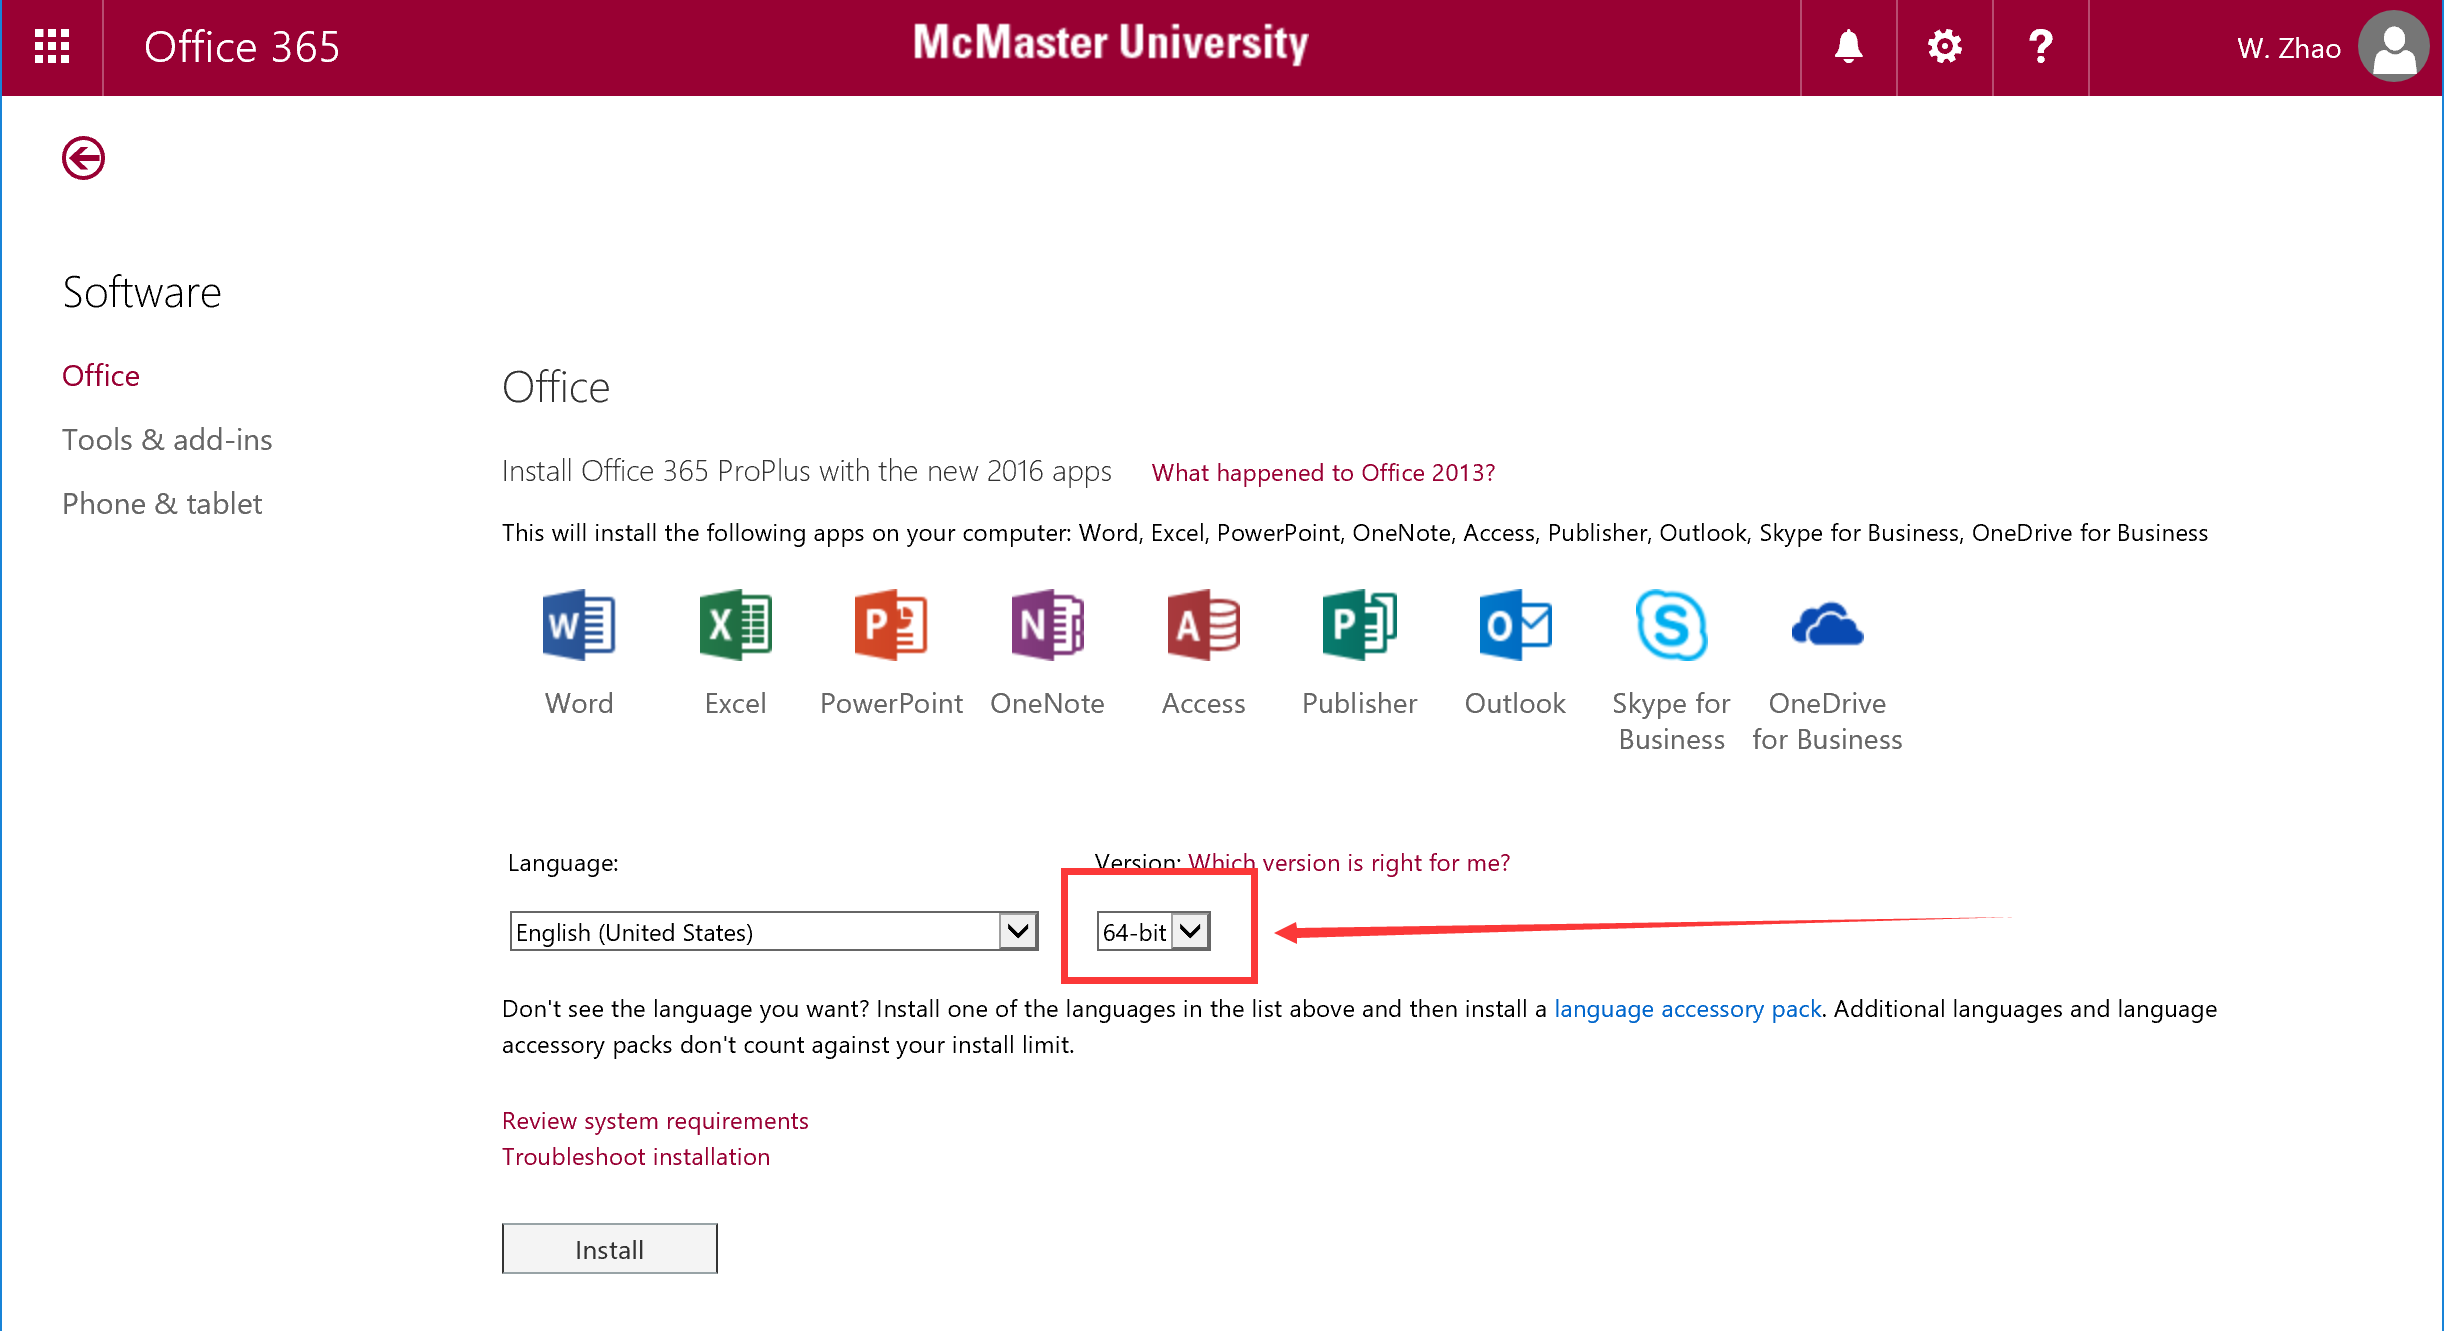 Office 365
McMaster University
?
W. Zhao
Software
Office
Tools & add-ins
Phone & tablet
Office
Install Office 365 ProPlus with the new 2016 apps What happened to Office 2013?
This will install the following apps on your computer: Word, Excel, PowerPoint, OneNote, Access, Publisher, Outlook, Skype for Business, OneDrive for Business
W X P N A P O S
Word Excel PowerPoint OneNote Access Publisher Outlook Skype for Business OneDrive for Business
Language: Version: Which version is right for me?
English (United States) 64-bit
Don't see the language you want? Install one of the languages in the list above and then install a language accessory pack. Additional languages and language
accessory packs don't count against your install limit.
Review system requirements
Troubleshoot installation
Install